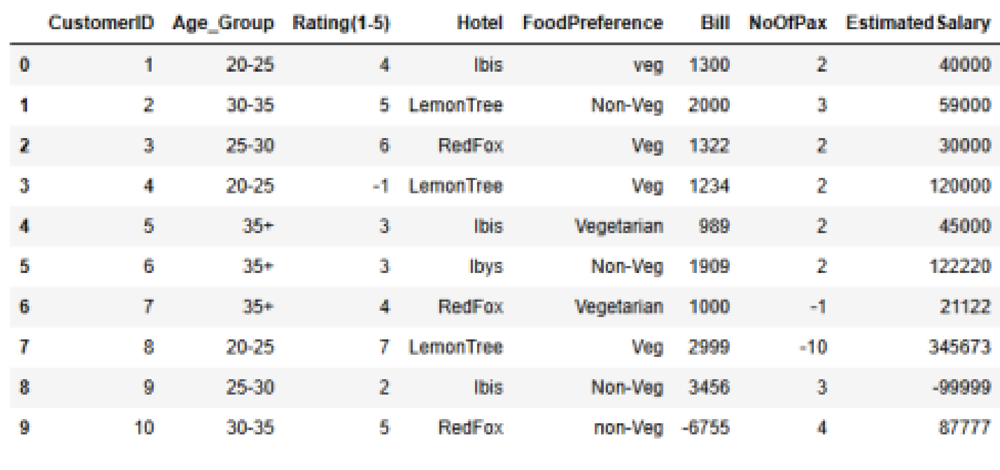 CustomerID Age_Group Rating(1-5) Hotel FoodPreference Bill NoOfPax EstimatedSalary
0 1 20-25 4 Ibis veg 1300 2 40000
1 2 30-35 5 LemonTree Non-Veg 2000 3 59000
2 3 25-30 6 RedFox Veg 1322 2 30000
3 4 20-25 -1 LemonTree Veg 1234 2 120000
4 5 35+ 3 Ibis Vegetarian 989 2 45000
5 6 35+ 3 Ibys Non-Veg 1909 2 122220
6 7 35+ 4 RedFox Vegetarian 1000 -1 21122
7 8 20-25 7 LemonTree Veg 2999 -10 345673
8 9 25-30 2 Ibis Non-Veg 3456 3 -99999
9 10 30-35 5 RedFox non-Veg -6755 4 87777